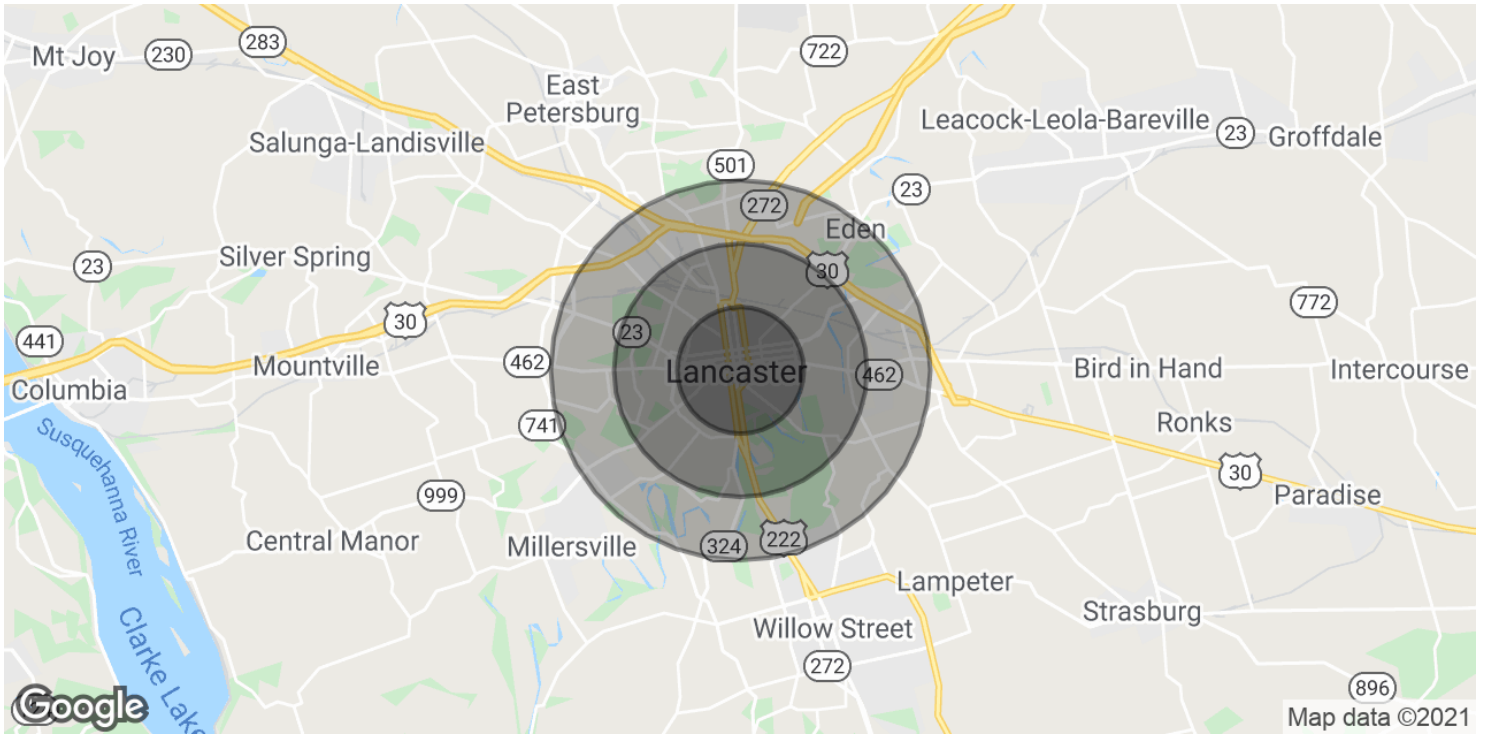 283
722
Mt Joy
230
East
Petersburg
Leacock-Leola-Bareville
23
Groffdale
Salunga-Landisville
501
23
272
Eden
Silver Spring
23
30
772
30
441
23
462
Mountville
Lancaster
462
Bird in Hand
Intercourse
Columbia
741
Ronks
Susquehanna River
999
30
Paradise
Central Manor
Millersville
324
222
Lampeter
Strasburg
Clarke Lake
Willow Street
272
896
Google
Map data ©2021